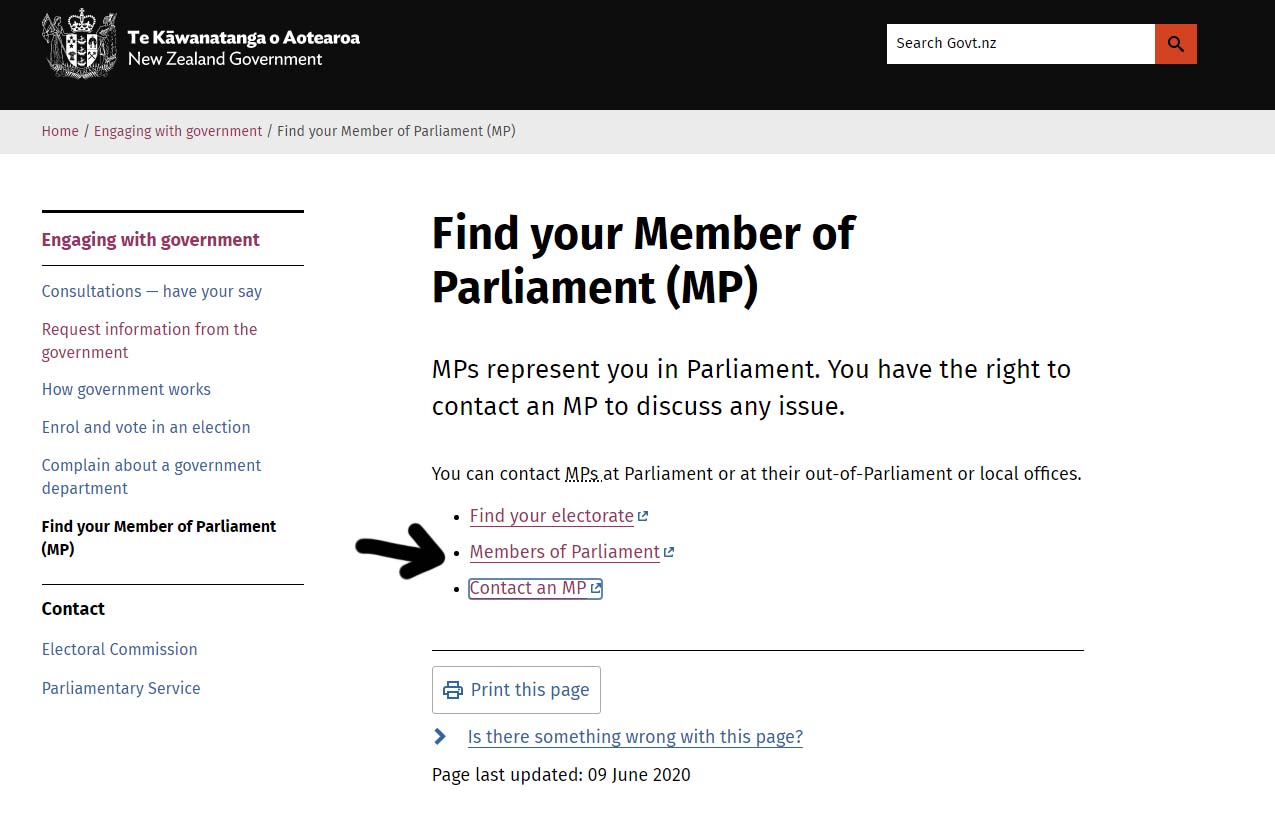 Te Kāwanatanga o Aotearoa
New Zealand Government
Search Govt.nz
Home / Engaging with government / Find your Member of Parliament (MP)
Engaging with government
Consultations — have your say
Request information from the
government
How government works
Enrol and vote in an election
Complain about a government
department
Find your Member of Parliament
(MP)
Contact
Electoral Commission
Parliamentary Service
Find your Member of
Parliament (MP)
MPs represent you in Parliament. You have the right to
contact an MP to discuss any issue.
You can contact MPs at Parliament or at their out-of-Parliament or local offices.
Find your electorate
Members of Parliament
Contact an MP
Print this page
Is there something wrong with this page?
Page last updated: 09 June 2020